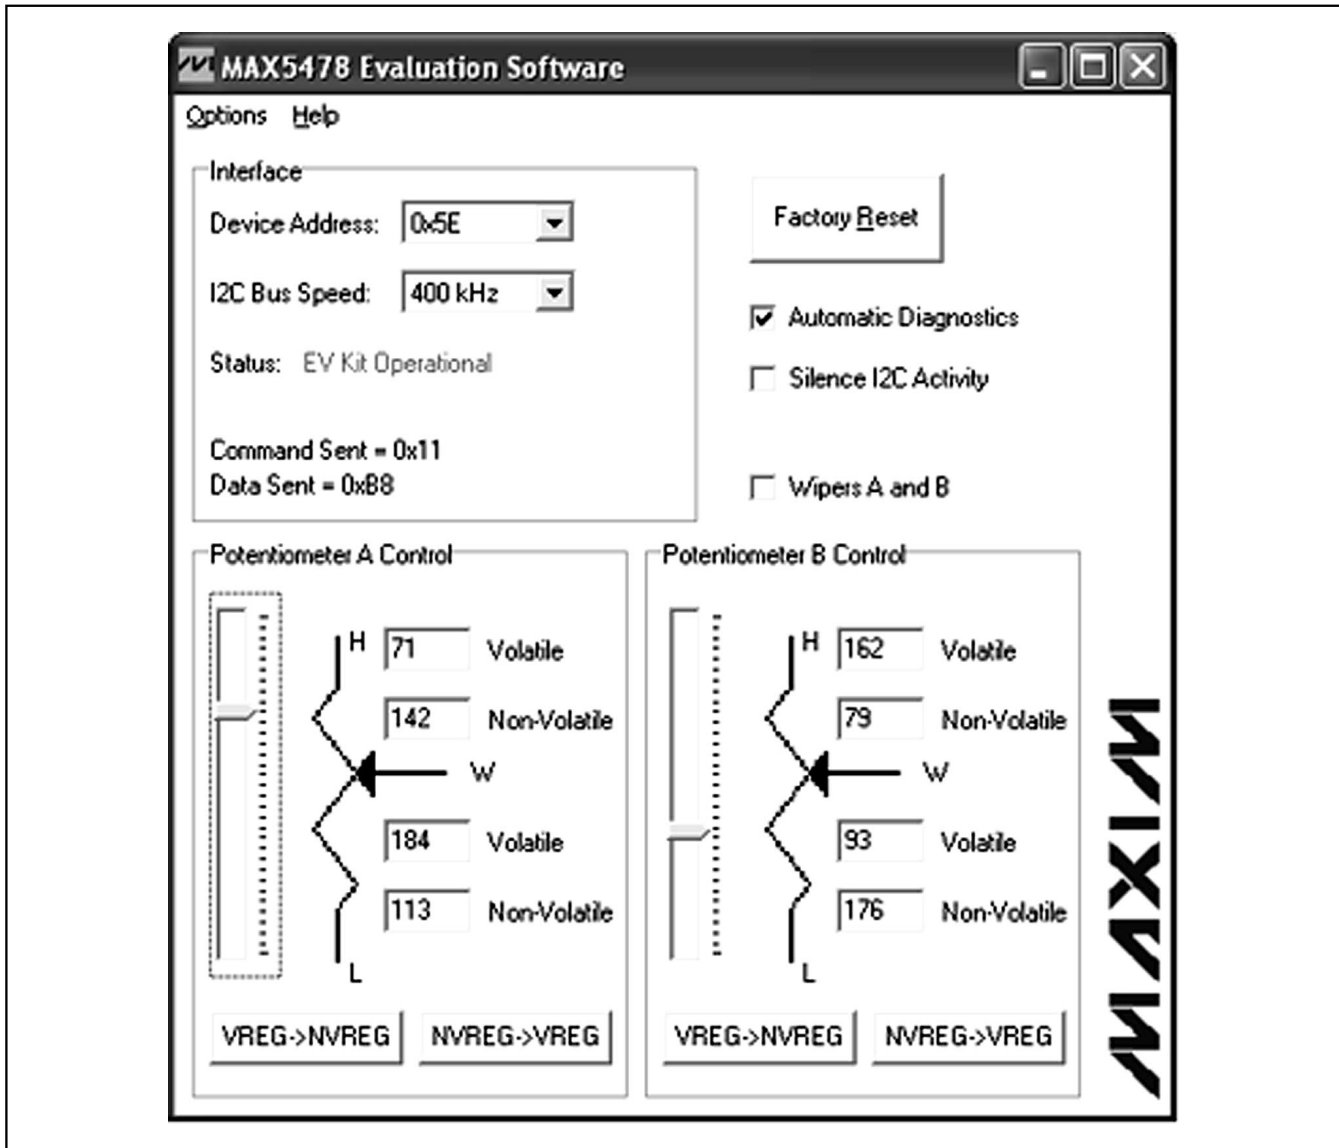 MAX5478 Evaluation Software
Options Help
Interface
Device Address: 0x5E
I2C Bus Speed: 400 kHz
Status: EV Kit Operational
Command Sent = 0x11
Data Sent = 0xB8
Factory Reset
Automatic Diagnostics
Silence I2C Activity
Wipers A and B
Potentiometer A Control
H 71 Volatile
142 Non-Volatile
W
184 Volatile
113 Non-Volatile
L
VREG->NVREG NVREG->VREG
Potentiometer B Control
H 162 Volatile
79 Non-Volatile
W
93 Volatile
176 Non-Volatile
L
VREG->NVREG NVREG->VREG
MAXIM